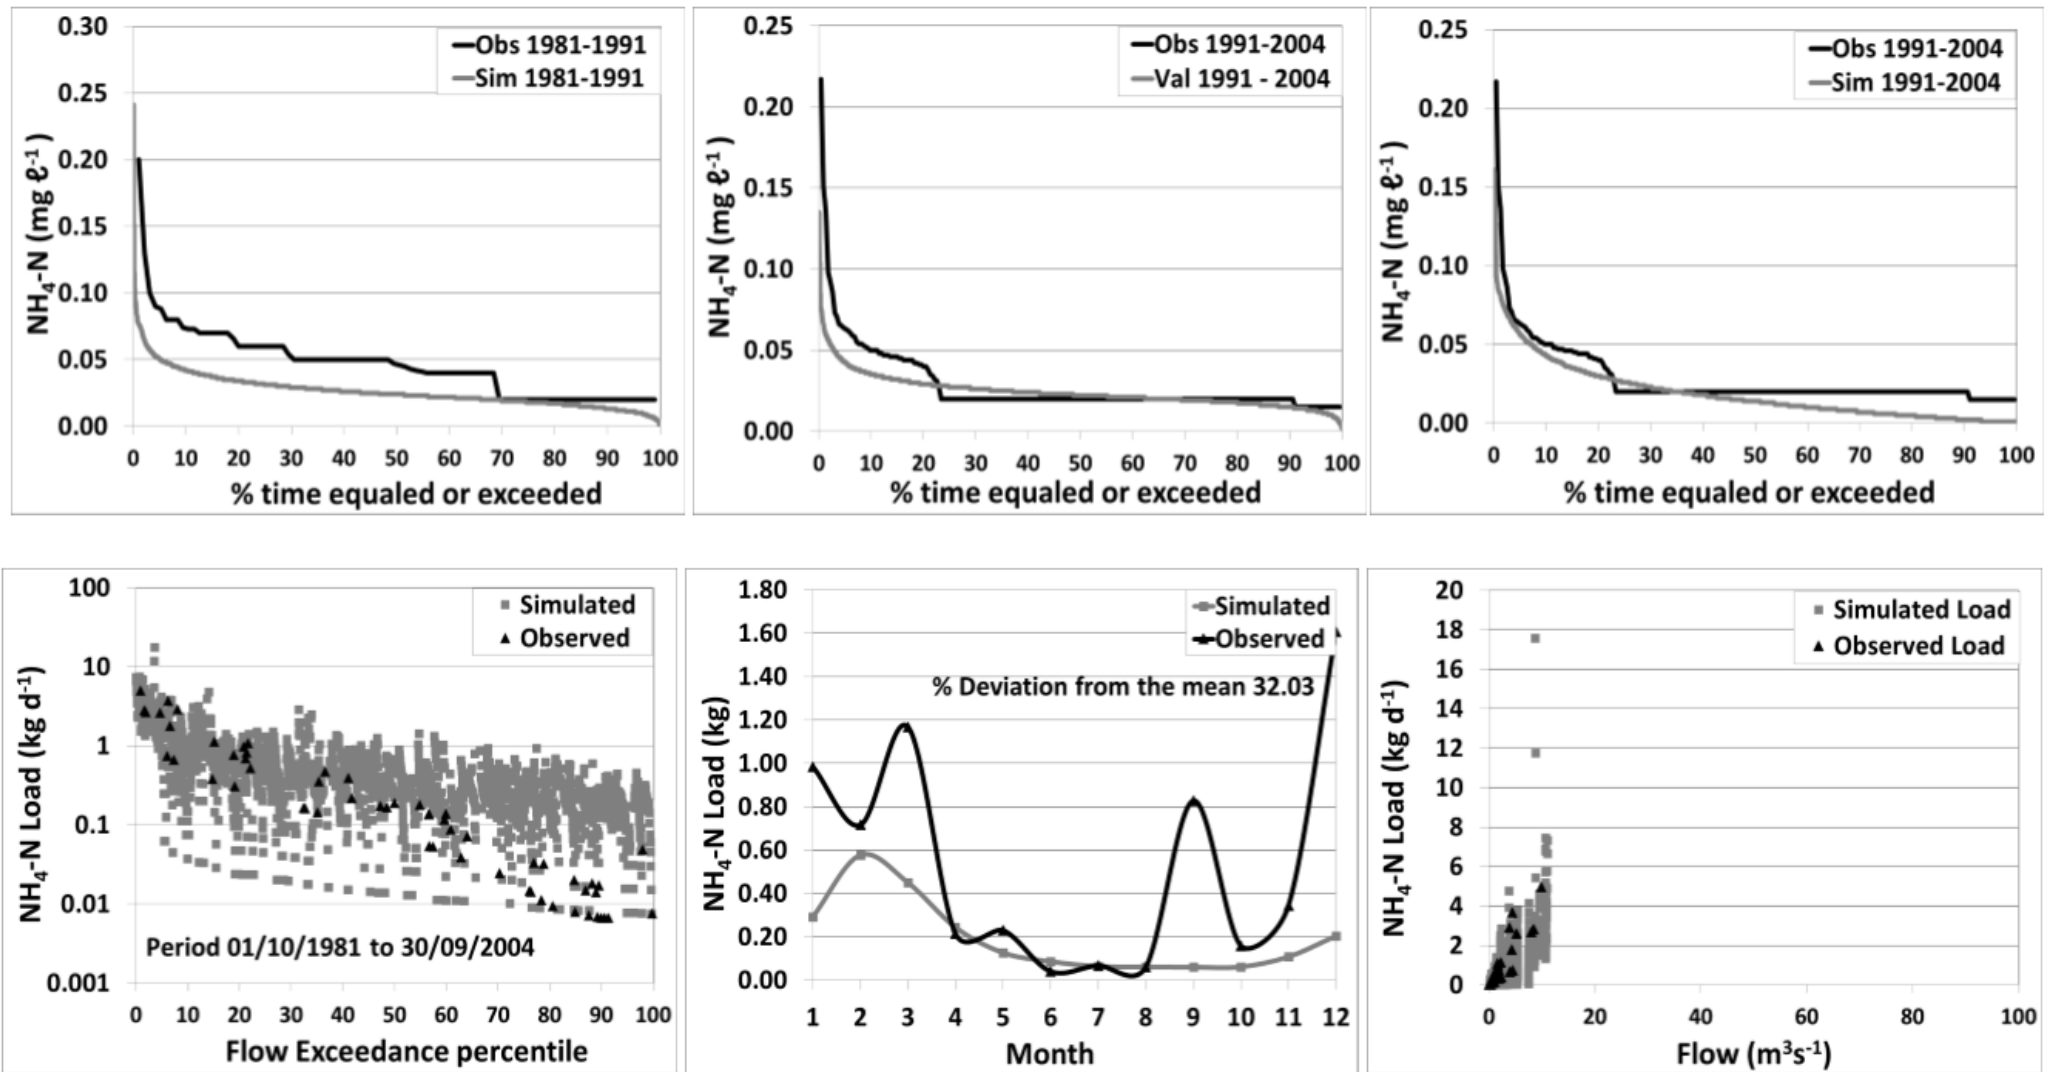 0.30
0.25
0.20
0.15
0.10
0.05
0.00
NH₄-N (mg ℓ⁻¹ )
Obs 1981-1991
Sim 1981-1991
0 10 20 30 40 50 60 70 80 90 100
% time equaled or exceeded
0.25
0.20
0.15
0.10
0.05
0.00
NH₄-N (mg ℓ⁻¹ )
Obs 1991-2004
Val 1991 - 2004
0 10 20 30 40 50 60 70 80 90 100
% time equaled or exceeded
0.25
0.20
0.15
0.10
0.05
0.00
NH₄-N (mg ℓ⁻¹ )
Obs 1991-2004
Sim 1991-2004
0 10 20 30 40 50 60 70 80 90 100
% time equaled or exceeded
100
10
1
0.1
0.01
0.001
NH₄-N Load (kg d⁻¹)
Simulated
Observed
Period 01/10/1981 to 30/09/2004
0 10 20 30 40 50 60 70 80 90 100
Flow Exceedance percentile
1.80
1.60
1.40
1.20
1.00
0.80
0.60
0.40
0.20
0.00
NH₄-N Load (kg)
Simulated
Observed
% Deviation from the mean 32.03
1 2 3 4 5 6 7 8 9 10 11 12
Month
20
18
16
14
12
10
8
6
4
2
0
NH₄-N Load (kg d⁻¹)
Simulated Load
Observed Load
0 20 40 60 80 100
Flow (m³s⁻¹)